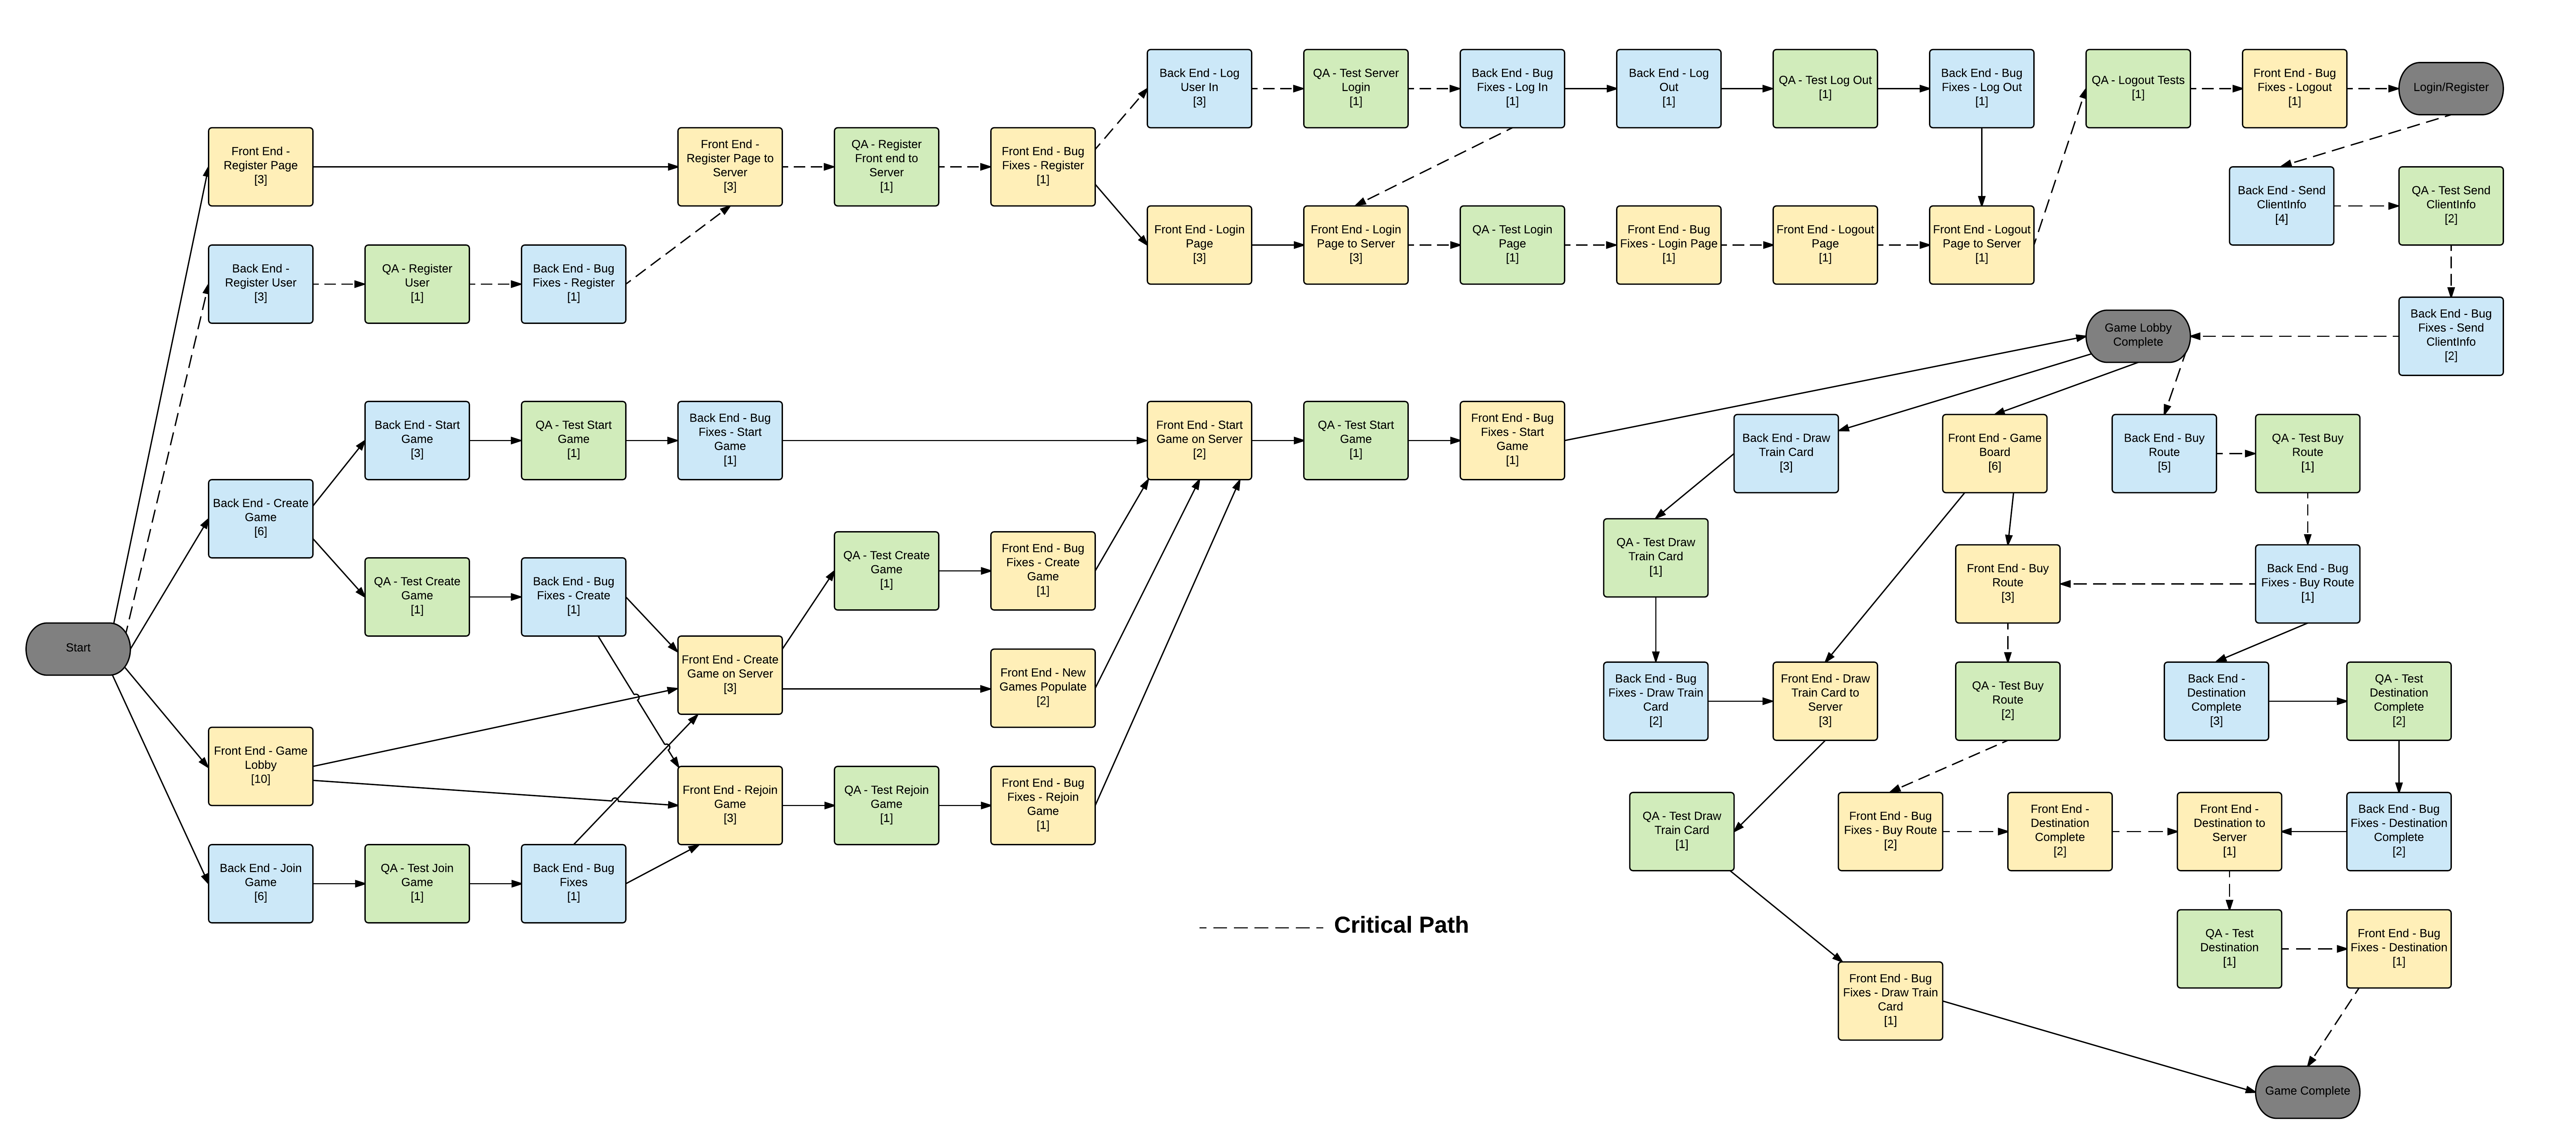 Back End - Log
User In
[3]
QA - Test Server
Login
[1]
Back End - Bug
Fixes - Log In
[1]
Back End - Log
Out
[1]
QA - Test Log Out
[1]
Back End - Bug
Fixes - Log Out
[1]
QA - Logout Tests
[1]
Front End - Bug
Fixes - Logout
[1]
Login/Register
Front End -
Register Page
[3]
Front End -
Register Page to
Server
[3]
QA - Register
Front end to
Server
[1]
Front End - Bug
Fixes - Register
[1]
Back End - Send
ClientInfo
[4]
QA - Test Send
ClientInfo
[2]
Back End -
Register User
[3]
QA - Register
User
[1]
Back End - Bug
Fixes - Register
[1]
Front End - Login
Page
[3]
Front End - Login
Page to Server
[3]
QA - Test Login
Page
[1]
Front End - Bug
Fixes - Login Page
[1]
Front End - Logout
Page
[1]
Front End - Logout
Page to Server
[1]
Game Lobby
Complete
Back End - Bug
Fixes - Send
ClientInfo
[2]
Back End - Start
Game
[3]
QA - Test Start
Game
[1]
Back End - Bug
Fixes - Start
Game
[1]
Front End - Start
Game on Server
[2]
QA - Test Start
Game
[1]
Front End - Bug
Fixes - Start
Game
[1]
Back End - Draw
Train Card
[3]
Front End - Game
Board
[6]
Back End - Buy
Route
[5]
QA - Test Buy
Route
[1]
Back End - Create
Game
[6]
QA - Test Create
Game
[1]
Back End - Bug
Fixes - Create
[1]
QA - Test Create
Game
[1]
Front End - Bug
Fixes - Create
Game
[1]
QA - Test Draw
Train Card
[1]
Front End - Buy
Route
[3]
Back End - Bug
Fixes - Buy Route
[1]
Start
Front End - Create
Game on Server
[3]
Front End - New
Games Populate
[2]
Back End - Bug
Fixes - Draw Train
Card
[2]
Front End - Draw
Train Card to
Server
[3]
QA - Test Buy
Route
[2]
Back End -
Destination
Complete
[3]
QA - Test
Destination
Complete
[2]
Front End - Game
Lobby
[10]
Front End - Rejoin
Game
[3]
QA - Test Rejoin
Game
[1]
Front End - Bug
Fixes - Rejoin
Game
[1]
QA - Test Draw
Train Card
[1]
Front End - Bug
Fixes - Buy Route
[2]
Front End -
Destination
Complete
[2]
Front End -
Destination to
Server
[1]
Back End - Bug
Fixes - Destination
Complete
[2]
Back End - Join
Game
[6]
QA - Test Join
Game
[1]
Back End - Bug
Fixes
[1]
Critical Path
QA - Test
Destination
[1]
Front End - Bug
Fixes - Destination
[1]
Front End - Bug
Fixes - Draw Train
Card
[1]
Game Complete